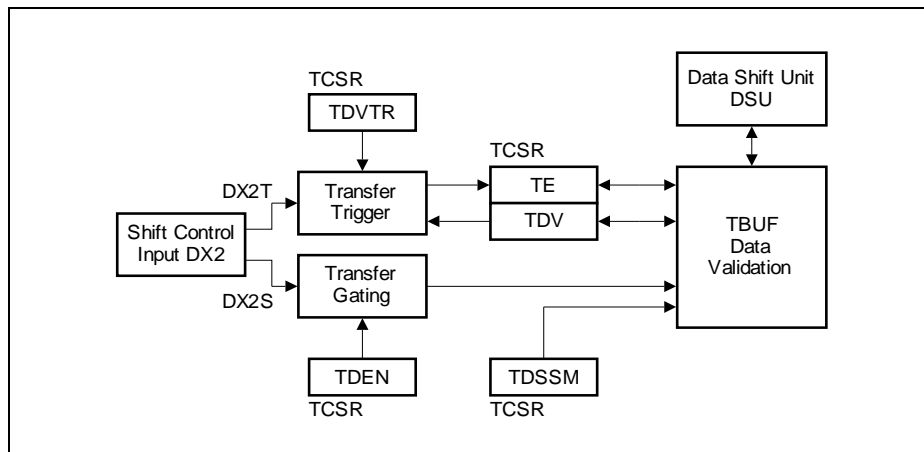 TCSR
TDVTR
Data Shift Unit
DSU
TCSR
DX2T
Transfer
Trigger
TE
TDV
Shift Control
Input DX2
TBUF
Data
Validation
Transfer
Gating
DX2S
TDEN
TCSR
TDSSM
TCSR